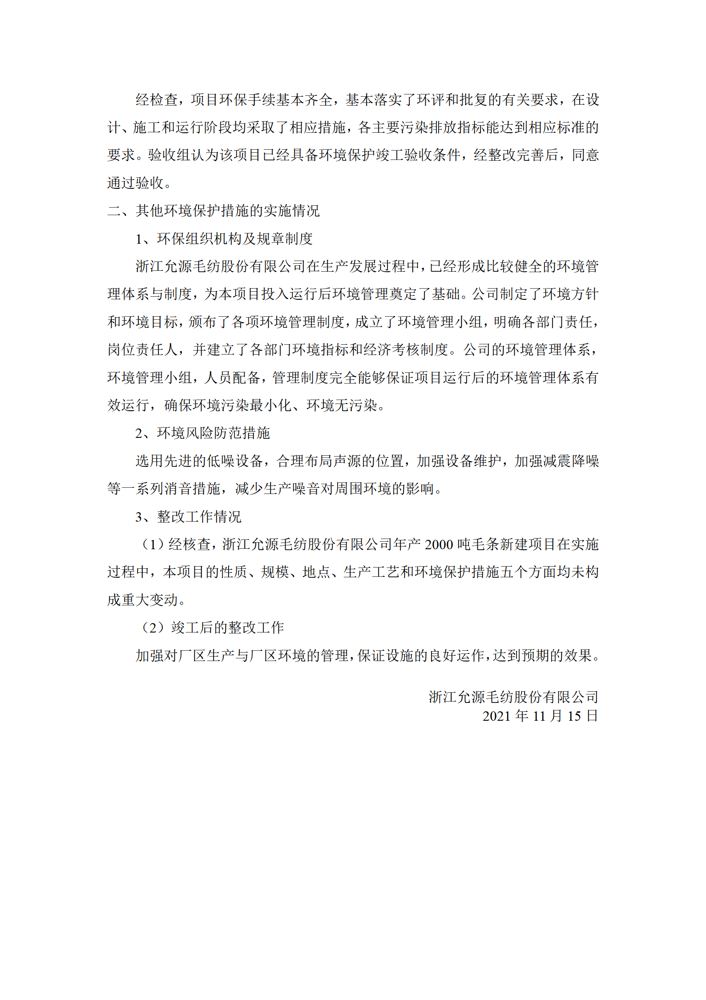 经检查，项目环保手续基本齐全，基本落实了环评和批复的有关要求，在设
计、施工和运行阶段均采取了相应措施，各主要污染排放指标能达到相应标准的
要求。验收组认为该项目已经具备环境保护竣工验收条件，经整改完善后，同意
通过验收。
二、其他环境保护措施的实施情况
1、环保组织机构及规章制度
浙江允源毛纺股份有限公司在生产发展过程中，已经形成比较健全的环境管
理体系与制度，为本项目投入运行后环境管理奠定了基础。公司制定了环境方针
和环境目标，颁布了各项环境管理制度，成立了环境管理小组，明确各部门责任，
岗位责任人，并建立了各部门环境指标和经济考核制度。公司的环境管理体系，
环境管理小组，人员配备，管理制度完全能够保证项目运行后的环境管理体系有
效运行，确保环境污染最小化、环境无污染。
2、环境风险防范措施
选用先进的低噪设备，合理布局声源的位置，加强设备维护，加强减震降噪
等一系列消音措施，减少生产噪音对周围环境的影响。
3、整改工作情况
（1）经核查，浙江允源毛纺股份有限公司年产 2000 吨毛条新建项目在实施
过程中，本项目的性质、规模、地点、生产工艺和环境保护措施五个方面均未构
成重大变动。
（2）竣工后的整改工作
加强对厂区生产与厂区环境的管理，保证设施的良好运作，达到预期的效果。
浙江允源毛纺股份有限公司
2021 年 11 月 15 日